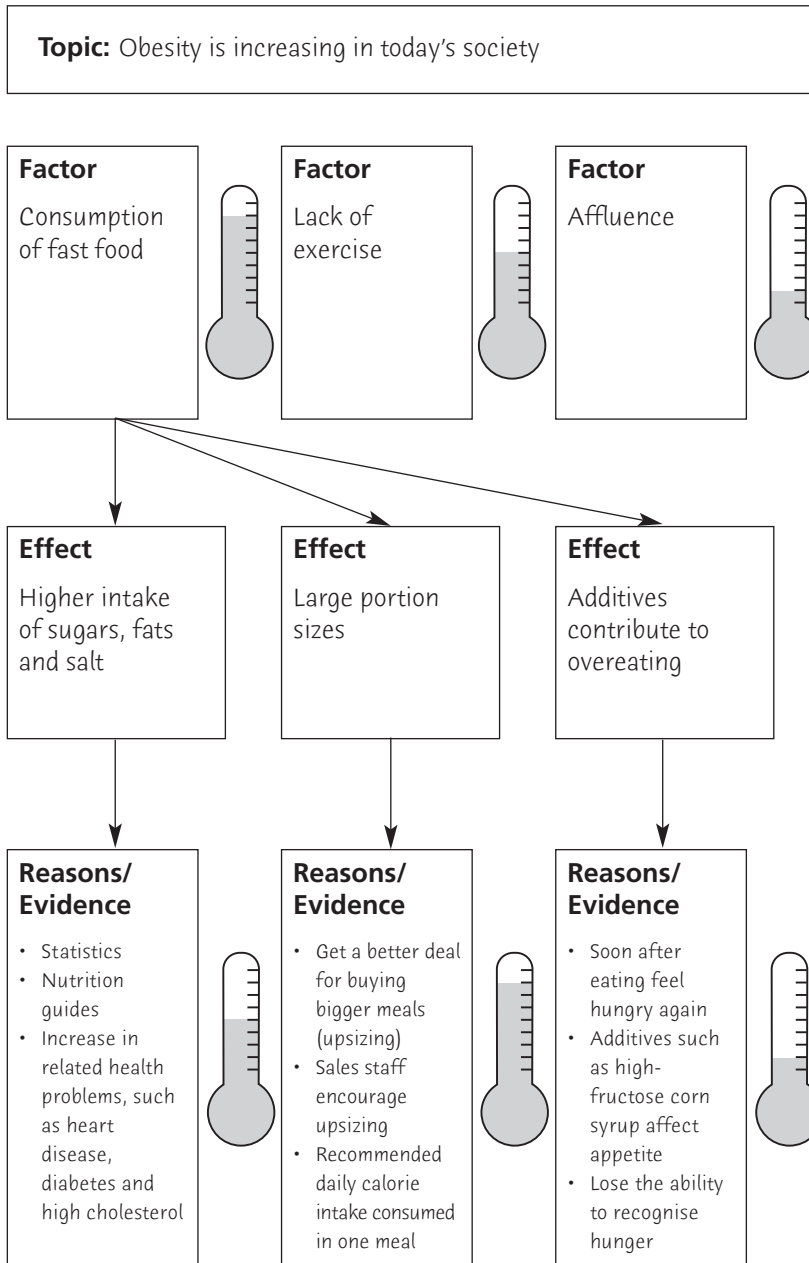 Topic: Obesity is increasing in today's society
Factor
Consumption
of fast food
Factor
Lack of
exercise
Factor
Affluence
Effect
Higher intake
of sugars, fats
and salt
Effect
Large portion
sizes
Effect
Additives
contribute to
overeating
Reasons/
Evidence
• Statistics
• Nutrition
guides
• Increase in
related health
problems, such
as heart
disease,
diabetes and
high cholesterol
Reasons/
Evidence
• Get a better deal
for buying
bigger meals
(upsizing)
• Sales staff
encourage
upsizing
• Recommended
daily calorie
intake consumed
in one meal
Reasons/
Evidence
• Soon after
eating feel
hungry again
• Additives such
as high-
fructose corn
syrup affect
appetite
• Lose the ability
to recognise
hunger